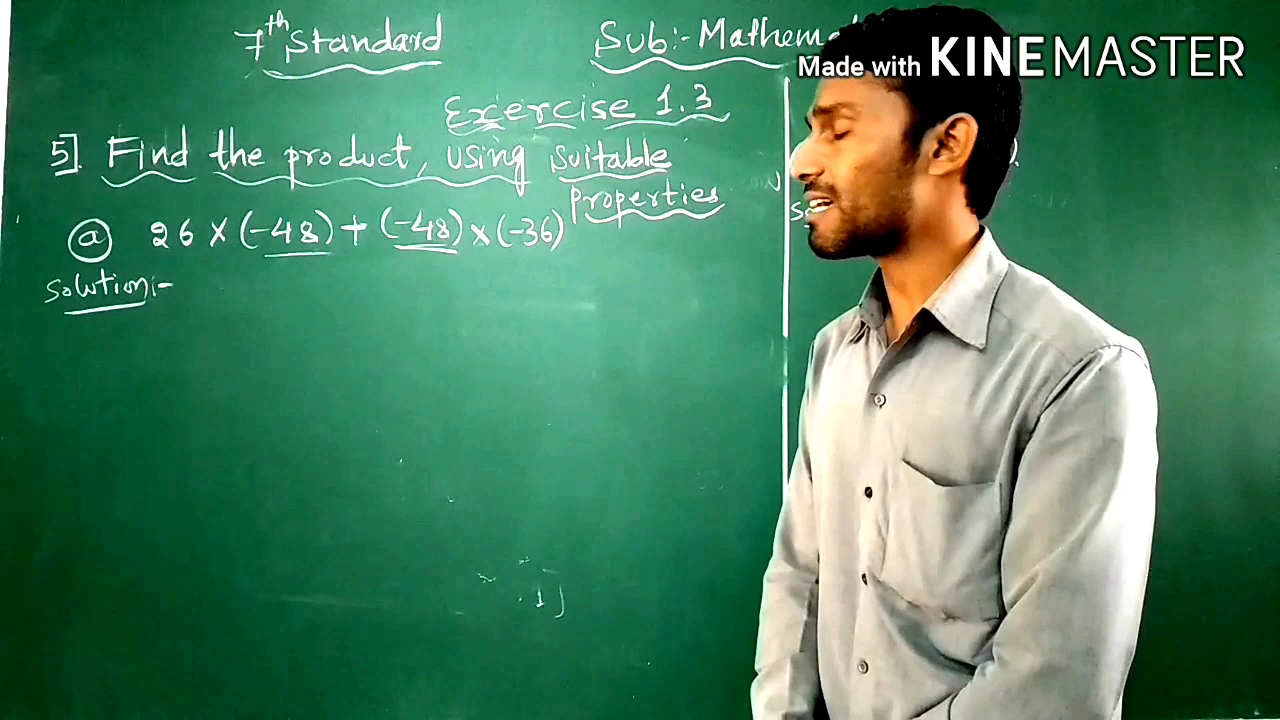 7th Standard
Sub:- Mathema
Made with KINEMASTER
Exercise 1.3
5]. Find the product, using suitable
properties
ⓐ 26 × (-48) + (-48) × (-36)
Solution:-